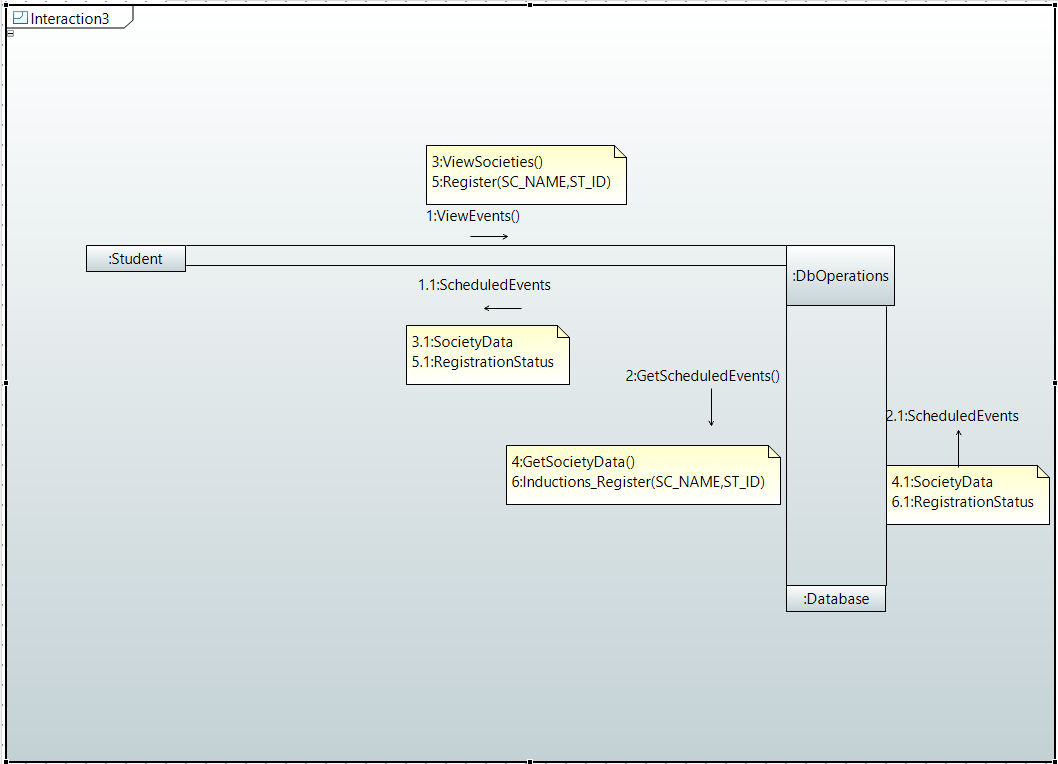 Interaction3
3:ViewSocieties()
5:Register(SC_NAME,ST_ID)
1:ViewEvents()
:Student
:DbOperations
1.1:ScheduledEvents
3.1:SocietyData
5.1:RegistrationStatus
2:GetScheduledEvents()
2.1:ScheduledEvents
4:GetSocietyData()
6:Inductions_Register(SC_NAME,ST_ID)
4.1:SocietyData
6.1:RegistrationStatus
:Database